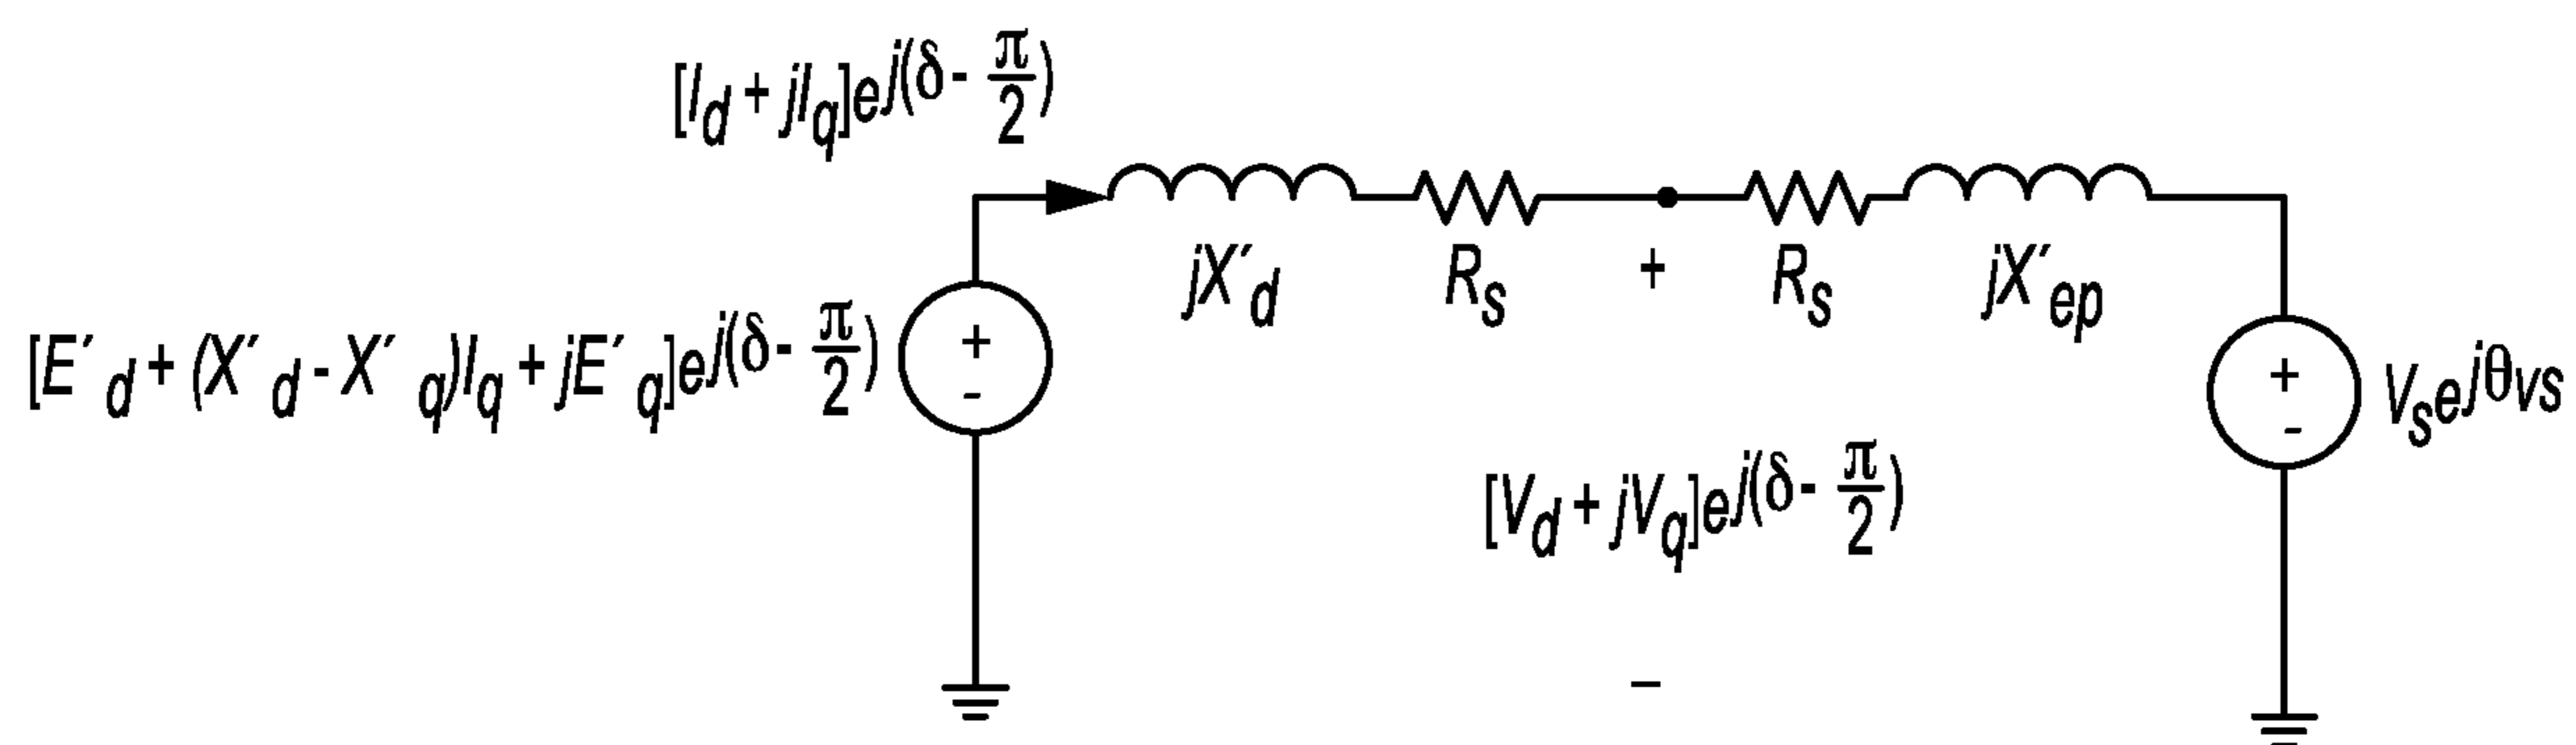 [I_d + jI_q]e^{j(δ - π/2)}
jX′_d
R_s
+
R_s
jX′_ep
[E′_d + (X′_d - X′_q)I_q + jE′_q]e^{j(δ - π/2)}
+
-
+
-
V_s e^{jθvs}
[V_d + jV_q]e^{j(δ - π/2)}
–